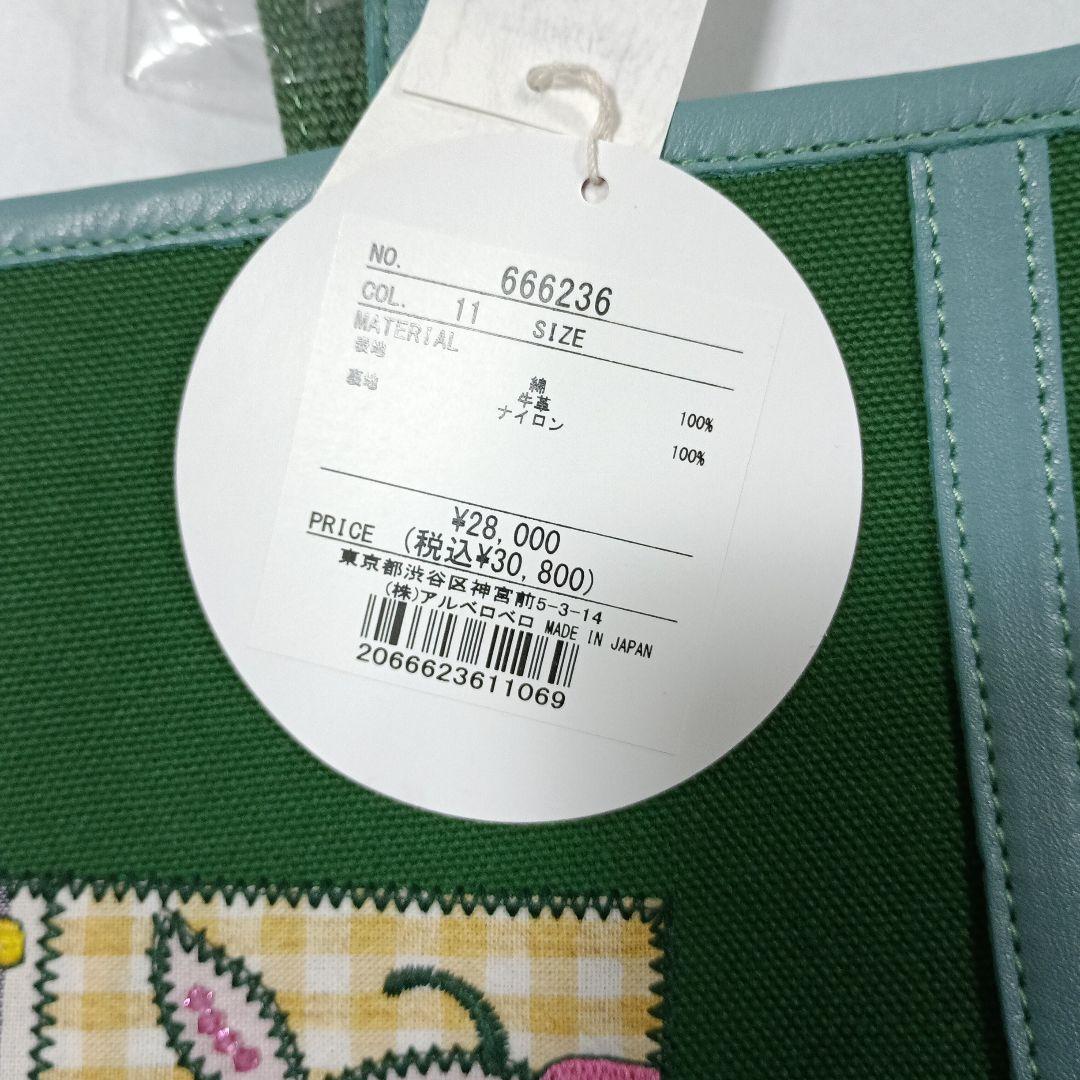 NO. 666236
COL. 11 SIZE
MATERIAL
表地 綿 100%
牛革
裏地 ナイロン 100%
¥28,000
PRICE (税込¥30,800)
東京都渋谷区神宮前5-3-14
(株)アルベロベロ MADE IN JAPAN
2066623611069